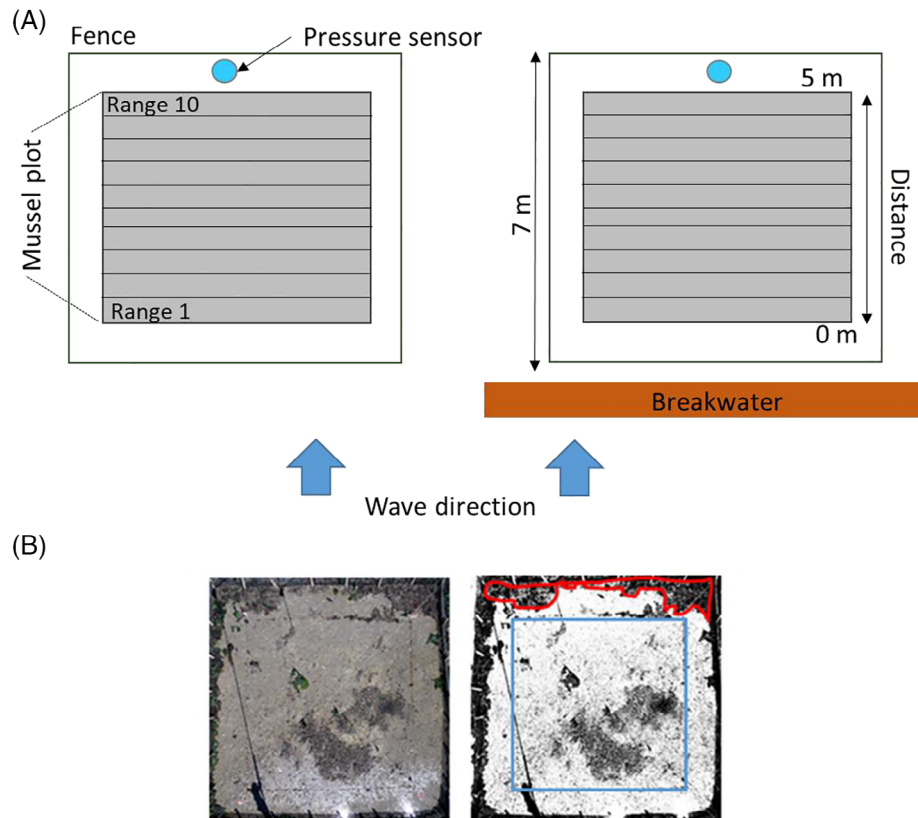 (A)
Fence
Pressure sensor
Range 10
Mussel plot
Range 1
5 m
7 m
Distance
0 m
Breakwater
Wave direction
(B)